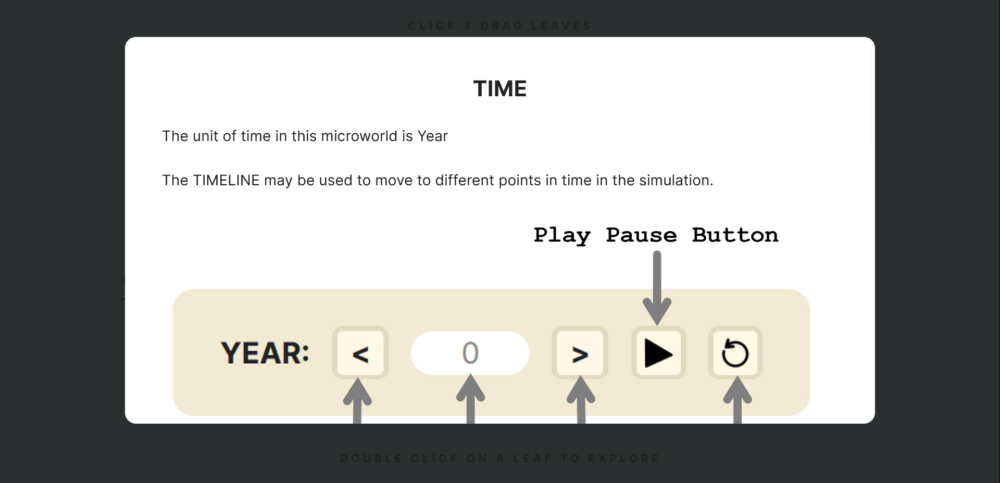 CLICK & DRAG LEAVES
TIME
The unit of time in this microworld is Year
The TIMELINE may be used to move to different points in time in the simulation.
Play Pause Button
YEAR: < 0 >
DOUBLE CLICK ON A LEAF TO EXPLORE